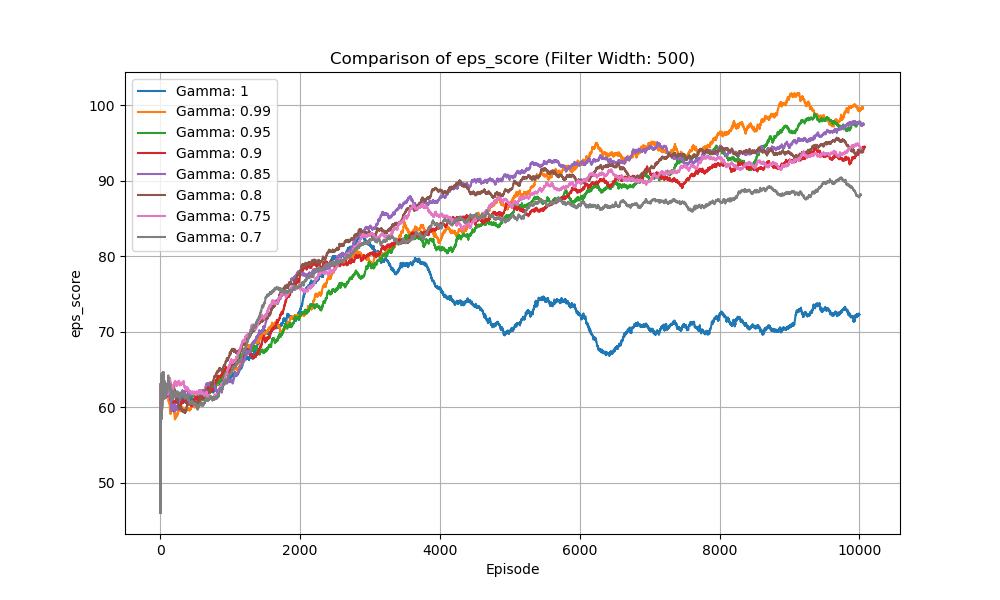 Comparison of eps_score (Filter Width: 500)
Gamma: 1
Gamma: 0.99
Gamma: 0.95
Gamma: 0.9
Gamma: 0.85
Gamma: 0.8
Gamma: 0.75
Gamma: 0.7
eps_score
100
90
80
70
60
50
0 2000 4000 6000 8000 10000
Episode